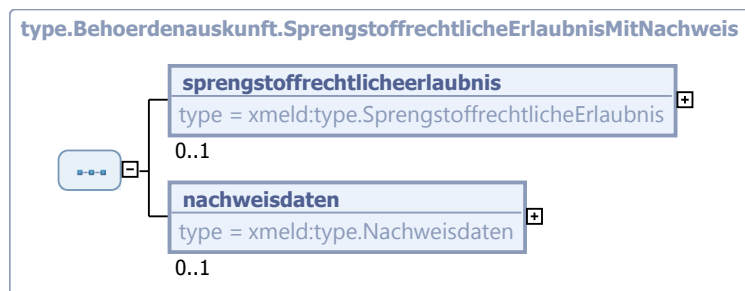 type.Behoerdenauskunft.SprengstoffrechtlicheErlaubnisMitNachweis
sprengstoffrechtlicheerlaubnis
type = xmeld:type.SprengstoffrechtlicheErlaubnis
0..1
nachweisdaten
type = xmeld:type.Nachweisdaten
0..1